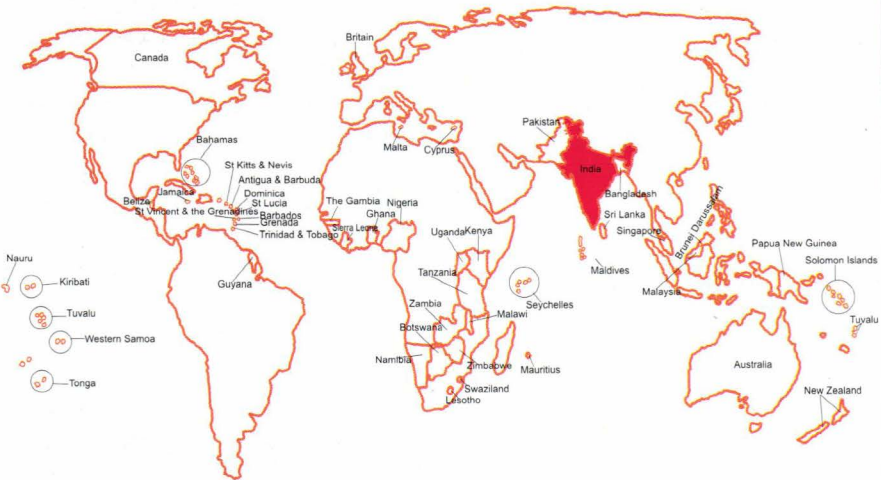 Britain
Canada
Pakistan
Bahamas
Malta
Cyprus
St Kitts & Nevis
India
Antigua & Barbuda
Jamaica
Dominica
Bangladesh
Belize
St Lucia
The Gambia
Nigeria
St Vincent & the Grenadines
Barbados
Ghana
Sri Lanka
Brunei Darussalam
Grenada
Sierra Leone
Uganda
Kenya
Singapore
Trinidad & Tobago
Papua New Guinea
Nauru
Maldives
Solomon Islands
Tanzania
Kiribati
Guyana
Malaysia
Seychelles
Zambia
Tuvalu
Malawi
Tuvalu
Botswana
Western Samoa
Namibia
Zimbabwe
Mauritius
Australia
Tonga
Swaziland
New Zealand
Lesotho